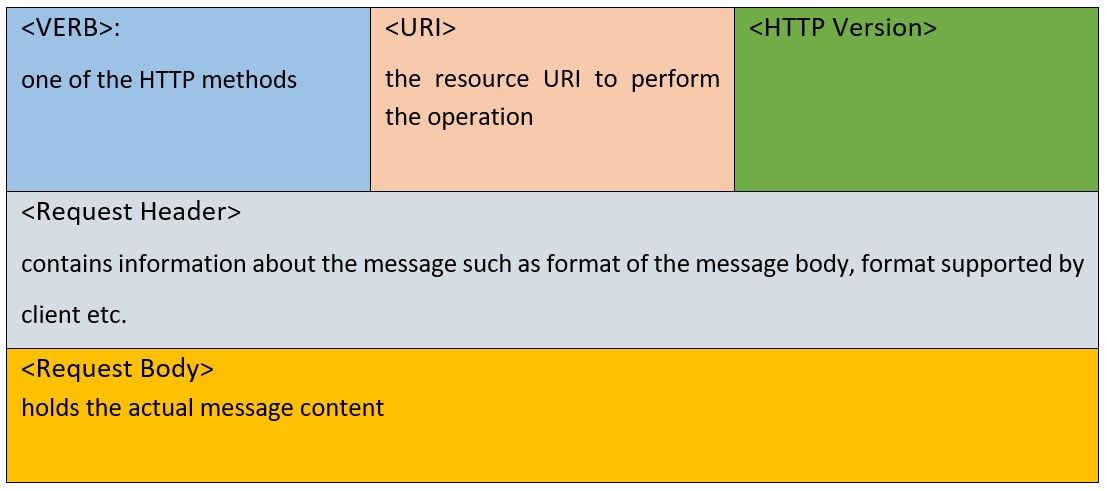 <VERB>:
one of the HTTP methods
<URI>
the resource URI to perform
the operation
<HTTP Version>
<Request Header>
contains information about the message such as format of the message body, format supported by
client etc.
<Request Body>
holds the actual message content